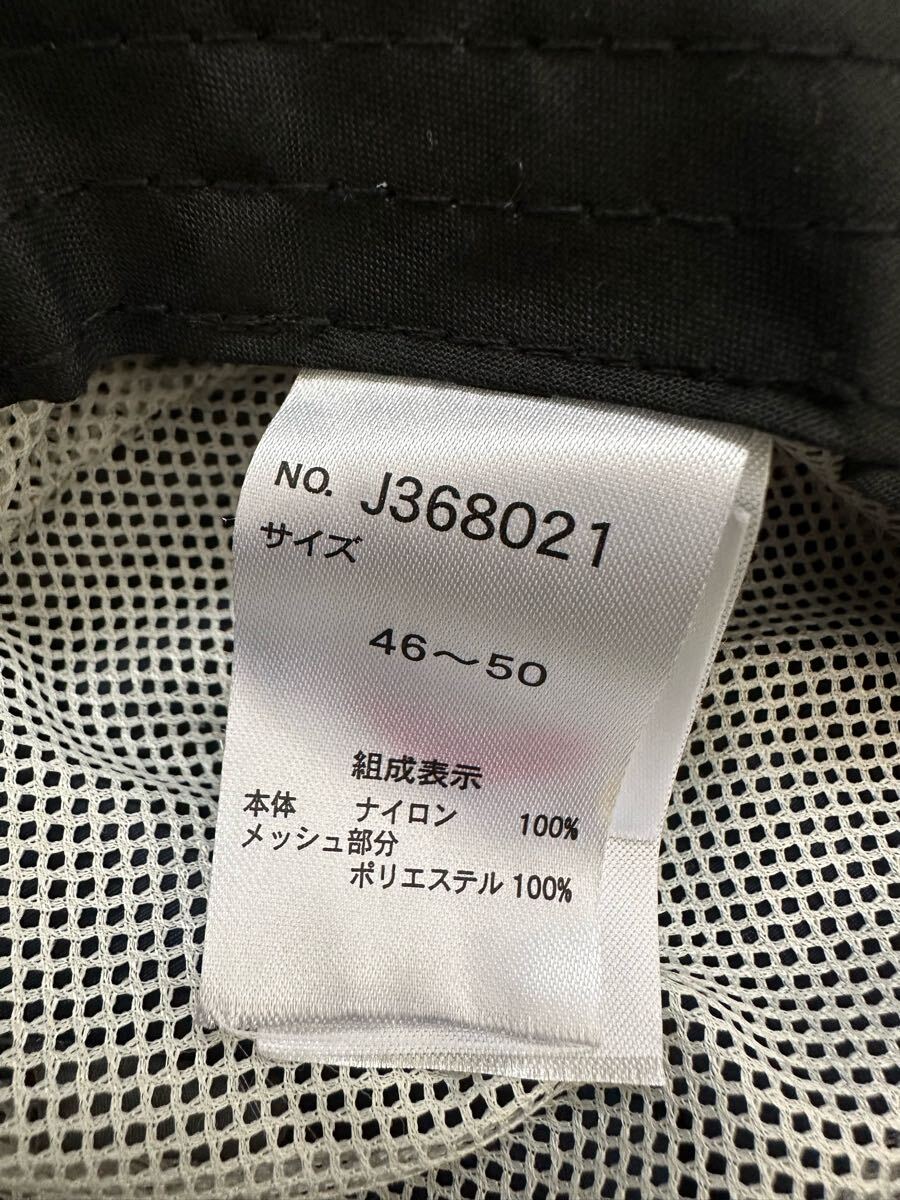 NO. J368021
サイズ
46～50
組成表示
本体 ナイロン 100%
メッシュ部分
ポリエステル 100%